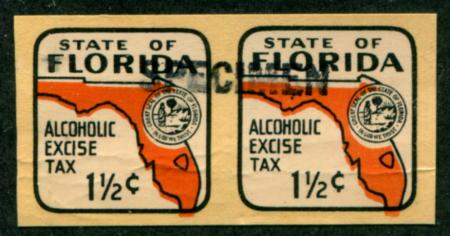 STATE OF
FLORIDA
ALCOHOLIC
EXCISE
TAX
1½¢
STATE OF
FLORIDA
ALCOHOLIC
EXCISE
TAX
1½¢
SPECIMEN